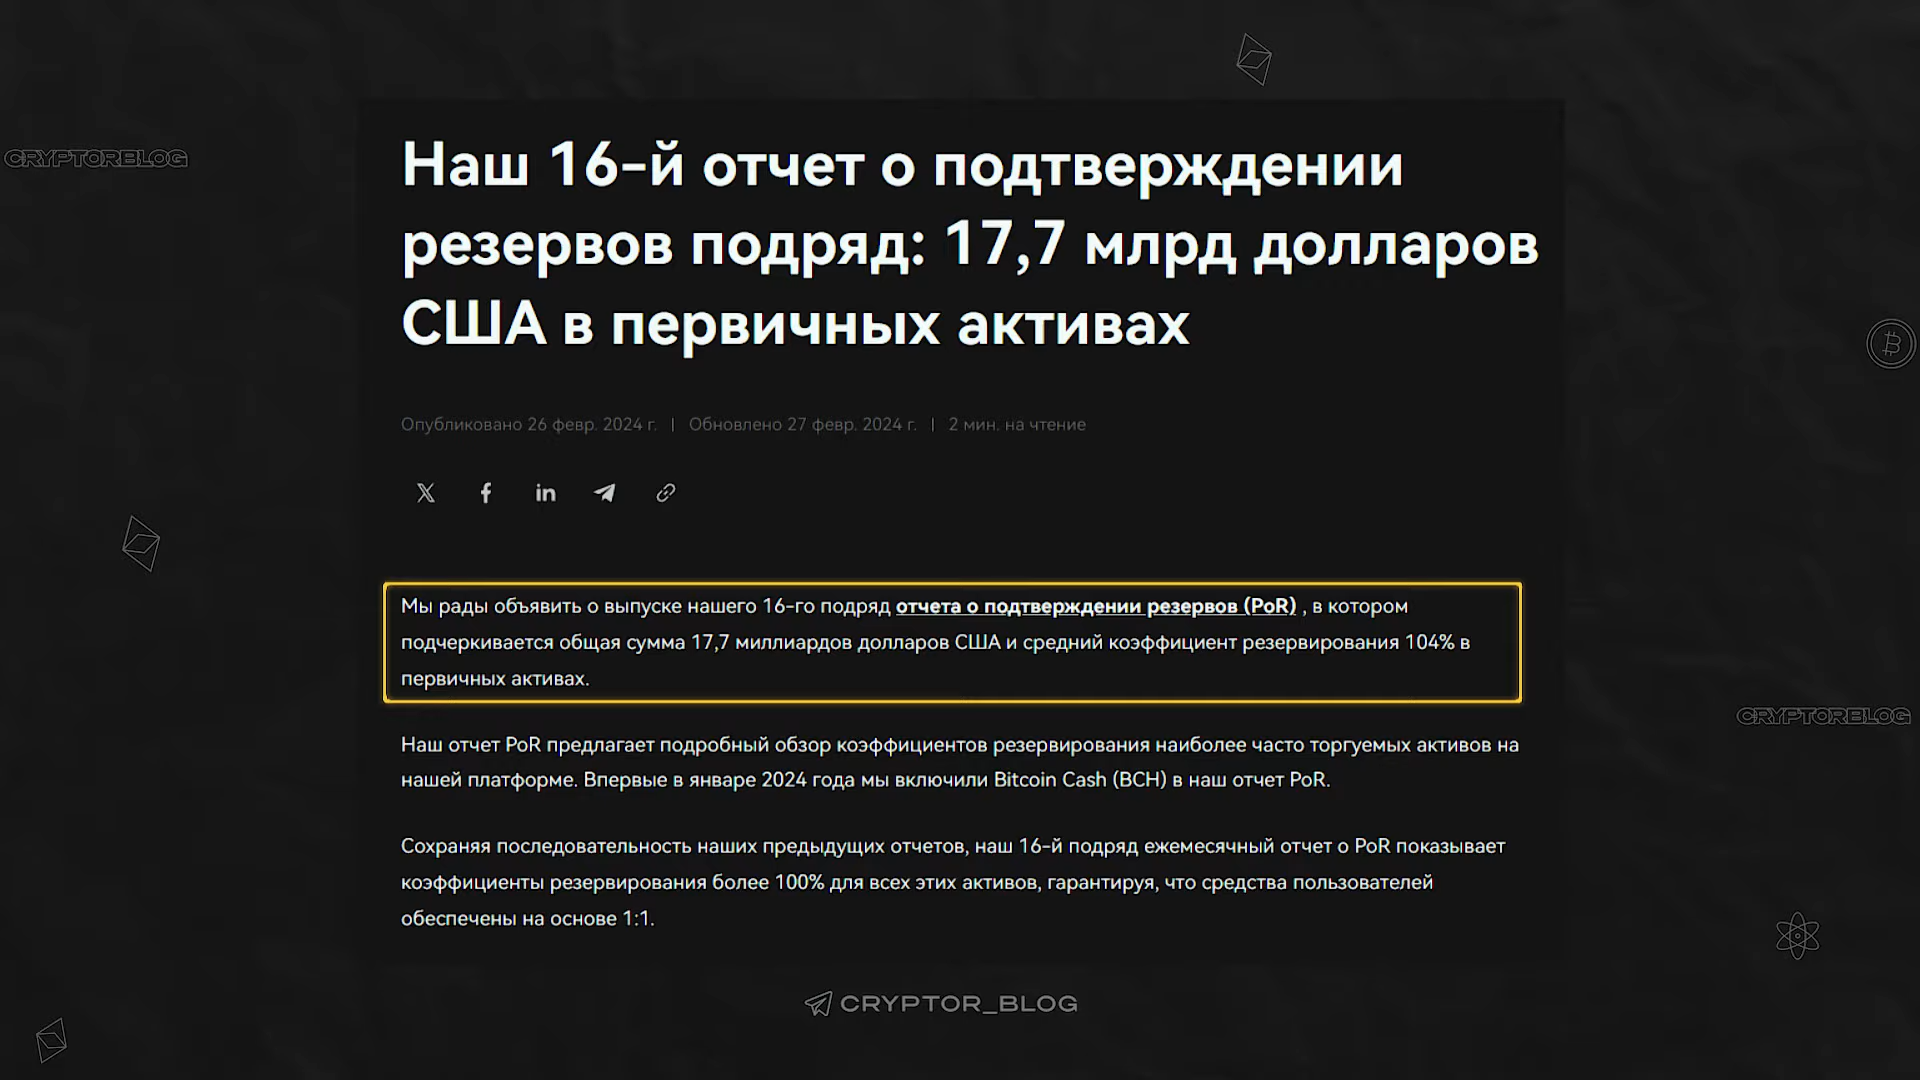 CRYPTORBLOG
Наш 16-й отчет о подтверждении
резервов подряд: 17,7 млрд долларов
США в первичных активах
Опубликовано 26 февр. 2024 г. | Обновлено 27 февр. 2024 г. | 2 мин. на чтение
Мы рады объявить о выпуске нашего 16-го подряд отчета о подтверждении резервов (PoR) , в котором
подчеркивается общая сумма 17,7 миллиардов долларов США и средний коэффициент резервирования 104% в
первичных активах.
CRYPTORBLOG
Наш отчет PoR предлагает подробный обзор коэффициентов резервирования наиболее часто торгуемых активов на
нашей платформе. Впервые в январе 2024 года мы включили Bitcoin Cash (BCH) в наш отчет PoR.
Сохраняя последовательность наших предыдущих отчетов, наш 16-й подряд ежемесячный отчет о PoR показывает
коэффициенты резервирования более 100% для всех этих активов, гарантируя, что средства пользователей
обеспечены на основе 1:1.
CRYPTOR_BLOG